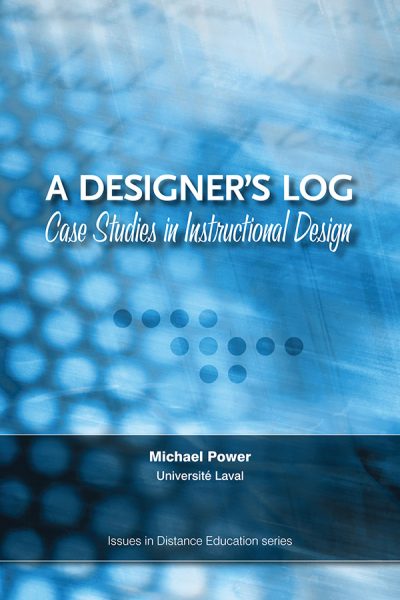 A DESIGNER'S LOG
Case Studies in Instructional Design
Michael Power
Université Laval
Issues in Distance Education series